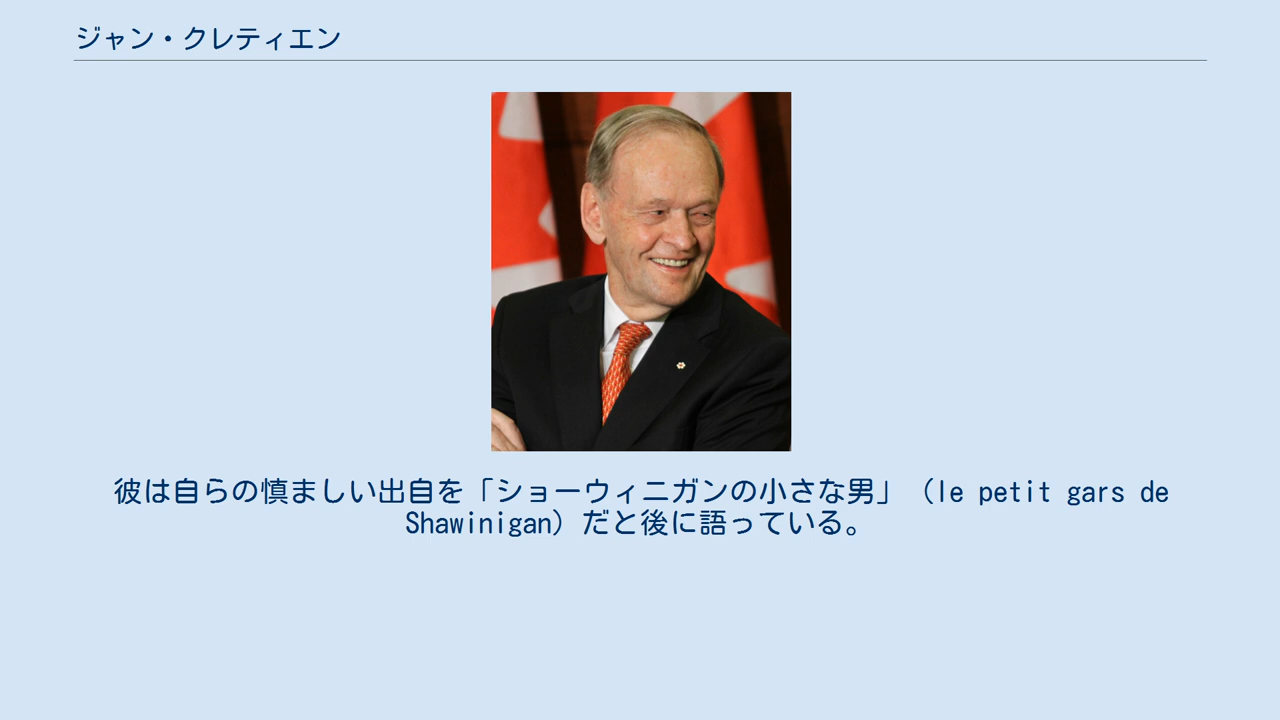 ジャン・クレティエン
彼は自らの慎ましい出自を「ショーウィニガンの小さな男」（le petit gars de
Shawinigan）だと後に語っている。